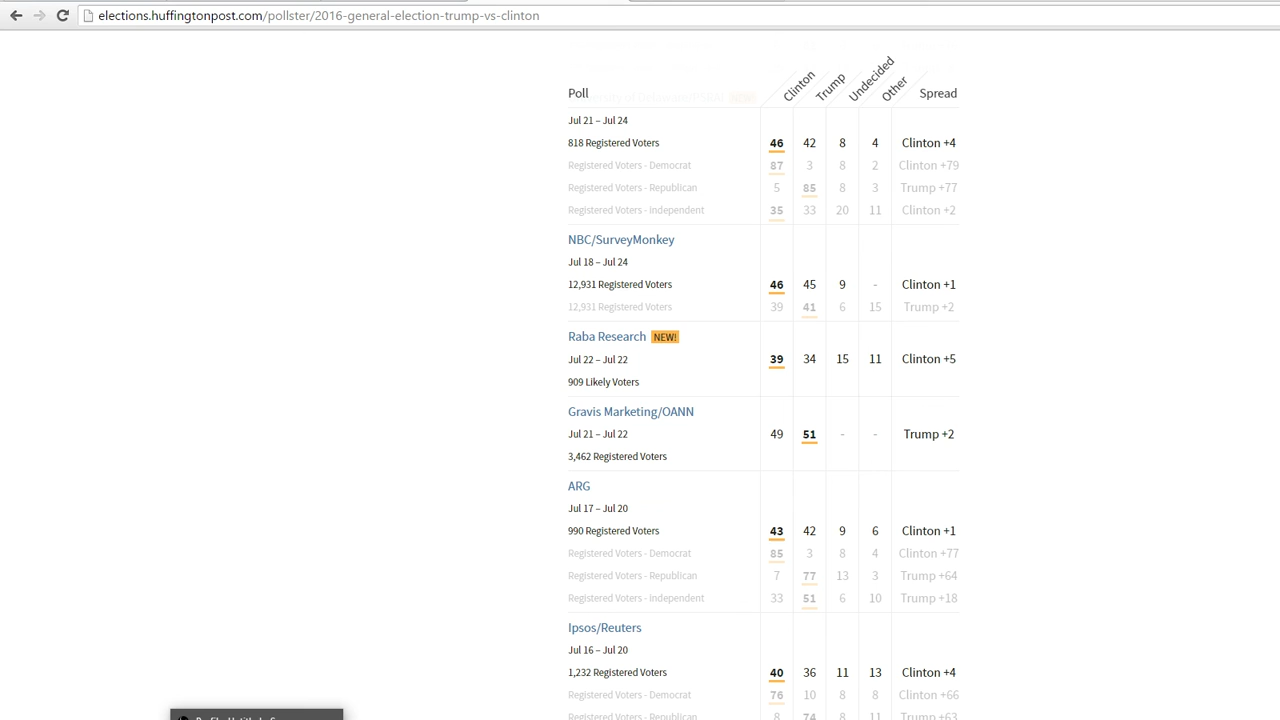 elections.huffingtonpost.com/pollster/2016-general-election-trump-vs-clinton
Poll Clinton Trump Undecided Other Spread
Jul 21 – Jul 24
818 Registered Voters 46 42 8 4 Clinton +4
Registered Voters - Democrat 87 3 8 2 Clinton +79
Registered Voters - Republican 5 85 8 3 Trump +77
Registered Voters - independent 35 33 20 11 Clinton +2
NBC/SurveyMonkey
Jul 18 – Jul 24
12,931 Registered Voters 46 45 9 - Clinton +1
12,931 Registered Voters 39 41 6 15 Trump +2
Raba Research NEW!
Jul 22 – Jul 22 39 34 15 11 Clinton +5
909 Likely Voters
Gravis Marketing/OANN
Jul 21 – Jul 22 49 51 - - Trump +2
3,462 Registered Voters
ARG
Jul 17 – Jul 20
990 Registered Voters 43 42 9 6 Clinton +1
Registered Voters - Democrat 85 3 8 4 Clinton +77
Registered Voters - Republican 7 77 13 3 Trump +64
Registered Voters - independent 33 51 6 10 Trump +18
Ipsos/Reuters
Jul 16 – Jul 20
1,232 Registered Voters 40 36 11 13 Clinton +4
Registered Voters - Democrat 76 10 8 8 Clinton +66
Registered Voters - Republican 8 74 8 11 Trump +63